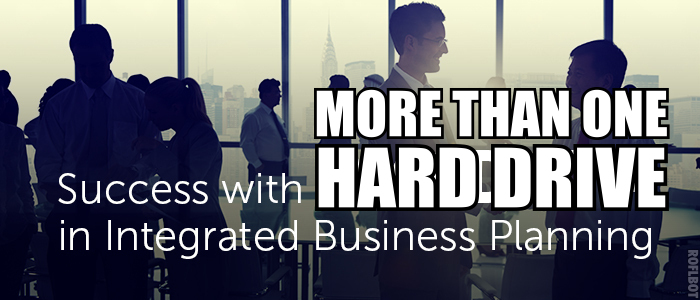 MORE THAN ONE
HARD DRIVE
Success with
in Integrated Business Planning
ROFLBOT